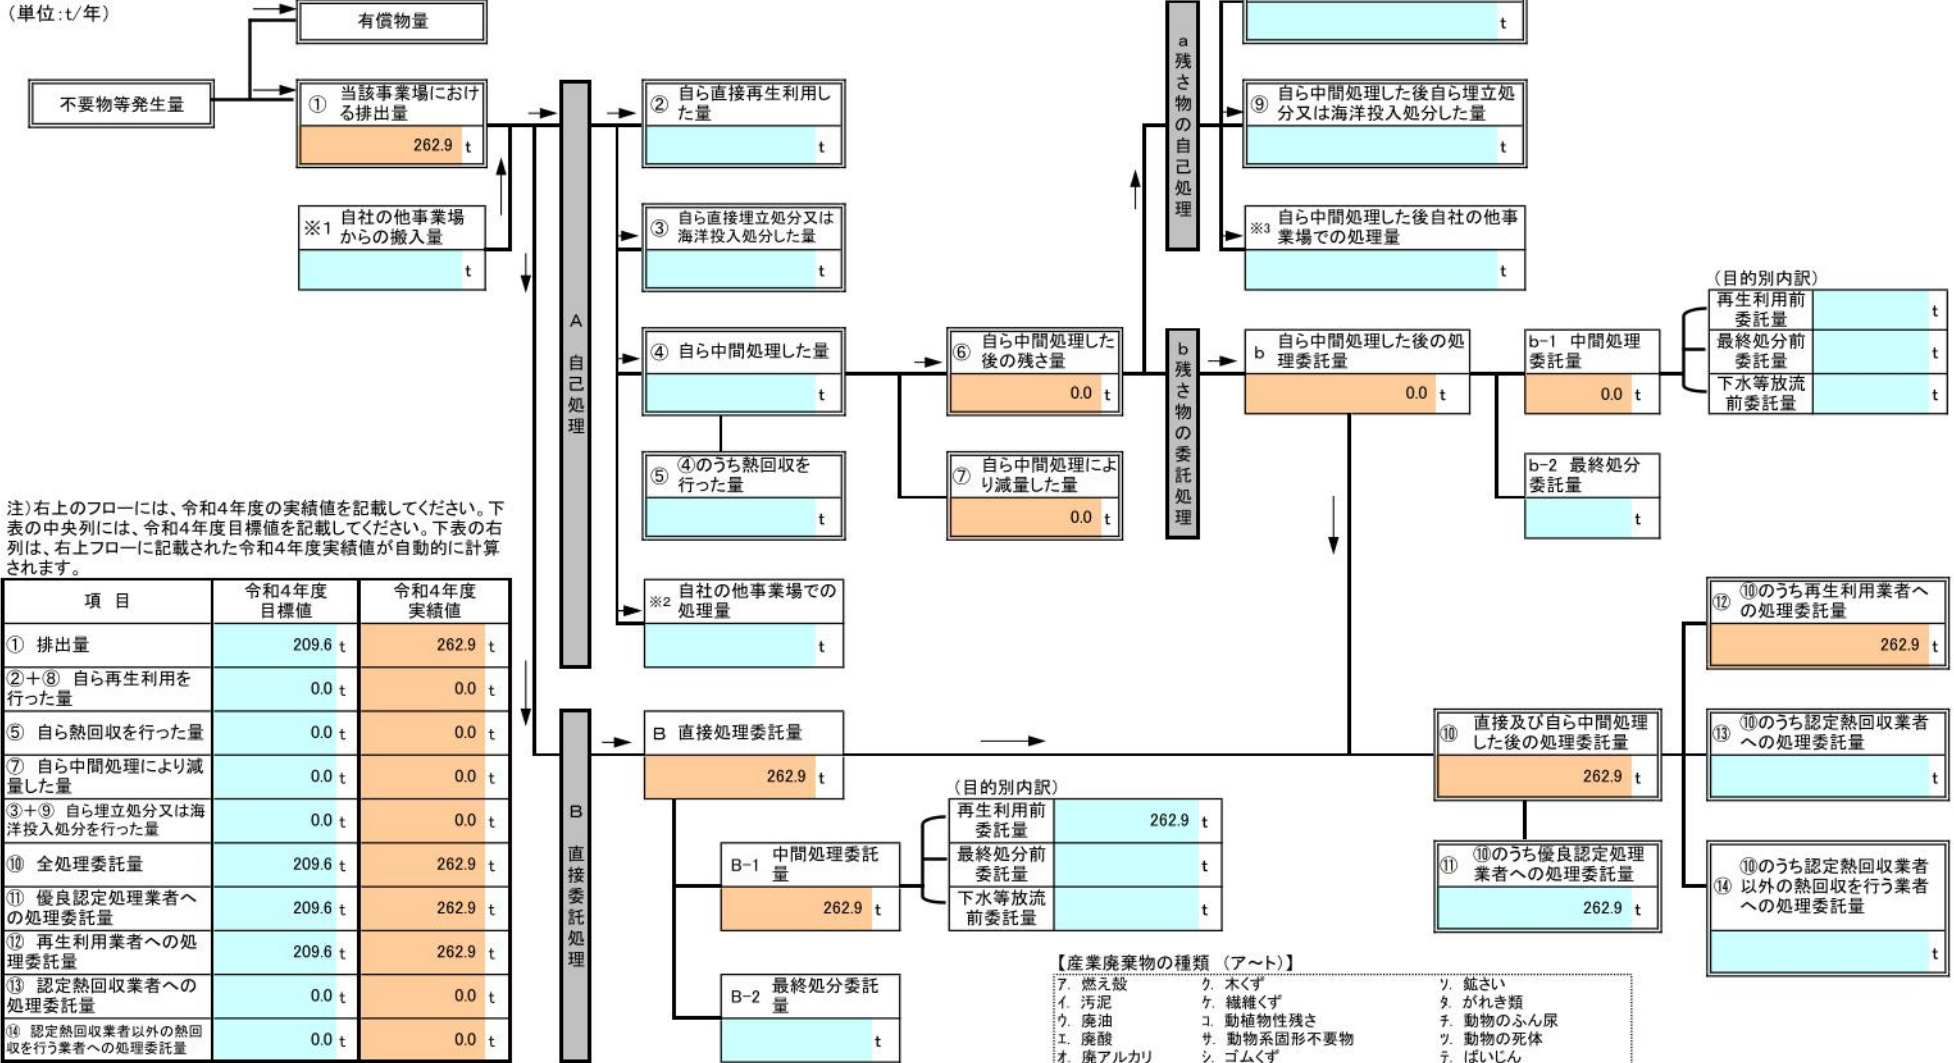 (単位:t/年)
有償物量
不要物等発生量
① 当該事業場におけ
る排出量
262.9 t
※1 自社の他事業場
からの搬入量
t
A 自己処理
② 自ら直接再生利用し
た量
t
③ 自ら直接埋立処分又は
海洋投入処分した量
t
④ 自ら中間処理した量
t
⑤ ④のうち熱回収を
行った量
t
※2 自社の他事業場での
処理量
t
⑥ 自ら中間処理した
後の残さ量
0.0 t
⑦ 自ら中間処理によ
り減量した量
0.0 t
a 残さ物の自己処理
t
⑨ 自ら中間処理した後自ら埋立処
分又は海洋投入処分した量
t
※3 自ら中間処理した後自社の他事
業場での処理量
t
b 残さ物の委託処理
b 自ら中間処理した後の処
理委託量
0.0 t
b-1 中間処理
委託量
0.0 t
(目的別内訳)
再生利用前
委託量
t
最終処分前
委託量
t
下水等放流
前委託量
t
b-2 最終処分
委託量
t
注)右上のフローには、令和4年度の実績値を記載してください。下
表の中央列には、令和4年度目標値を記載してください。下表の右
列は、右上フローに記載された令和4年度実績値が自動的に計算
されます。
項 目 令和4年度 目標値 令和4年度 実績値
① 排出量 209.6 t 262.9 t
②+⑧ 自ら再生利用を
行った量 0.0 t 0.0 t
⑤ 自ら熱回収を行った量 0.0 t 0.0 t
⑦ 自ら中間処理により減
量した量 0.0 t 0.0 t
③+⑨ 自ら埋立処分又は海
洋投入処分を行った量 0.0 t 0.0 t
⑩ 全処理委託量 209.6 t 262.9 t
⑪ 優良認定処理業者へ
の処理委託量 209.6 t 262.9 t
⑫ 再生利用業者への処
理委託量 209.6 t 262.9 t
⑬ 認定熱回収業者への
処理委託量 0.0 t 0.0 t
⑭ 認定熱回収業者以外の熱回
収を行う業者への処理委託量 0.0 t 0.0 t
B 直接委託処理
B 直接処理委託量
262.9 t
B-1 中間処理委託
量
262.9 t
(目的別内訳)
再生利用前
委託量
262.9 t
最終処分前
委託量
t
下水等放流
前委託量
t
B-2 最終処分委託
量
t
⑩ 直接及び自ら中間処理
した後の処理委託量
262.9 t
⑪ ⑩のうち優良認定処理
業者への処理委託量
262.9 t
⑫ ⑩のうち再生利用業者へ
の処理委託量
262.9 t
⑬ ⑩のうち認定熱回収業者
への処理委託量
t
⑭ ⑩のうち認定熱回収業者
以外の熱回収を行う業者
への処理委託量
t
【産業廃棄物の種類 (ア~ト)】
ア. 燃え殻 ク. 木くず ソ. 鉱さい
イ. 汚泥 ケ. 繊維くず タ. がれき類
ウ. 廃油 コ. 動植物性残さ チ. 動物のふん尿
エ. 廃酸 サ. 動物系固形不要物 ツ. 動物の死体
オ. 廃アルカリ シ. ゴムくず テ. ばいじん